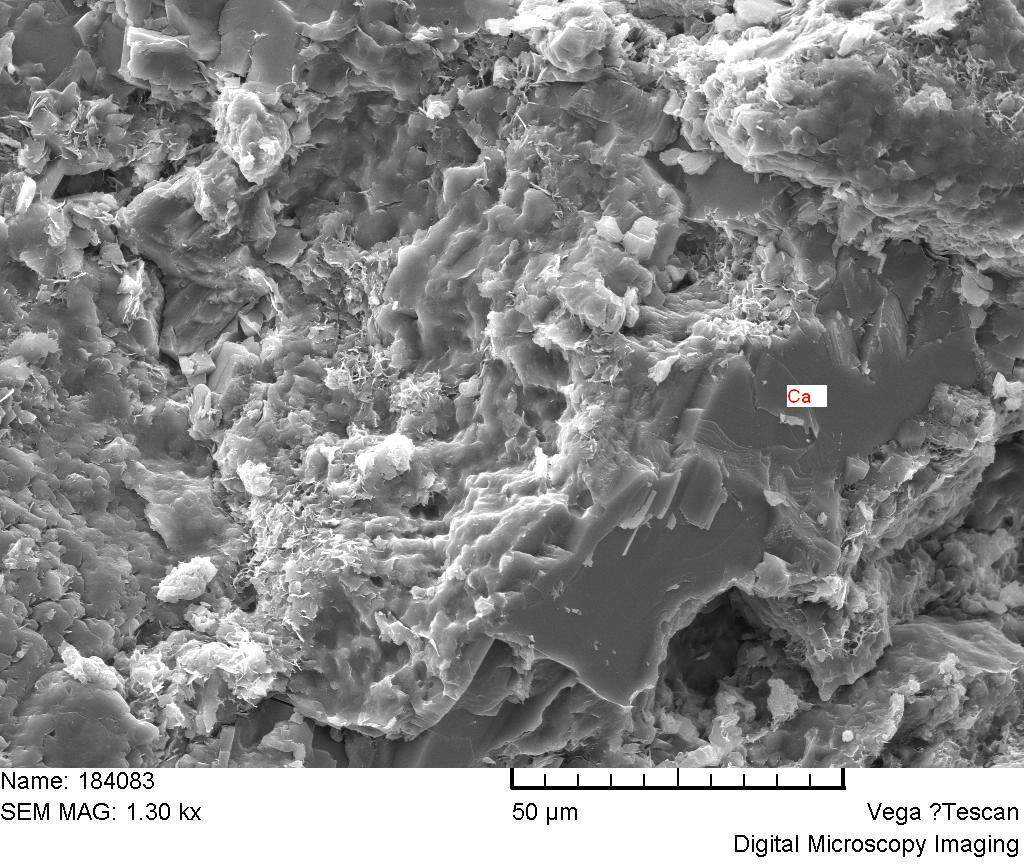 Ca
Name: 184083
SEM MAG: 1.30 kx
50 µm
Vega ?Tescan
Digital Microscopy Imaging